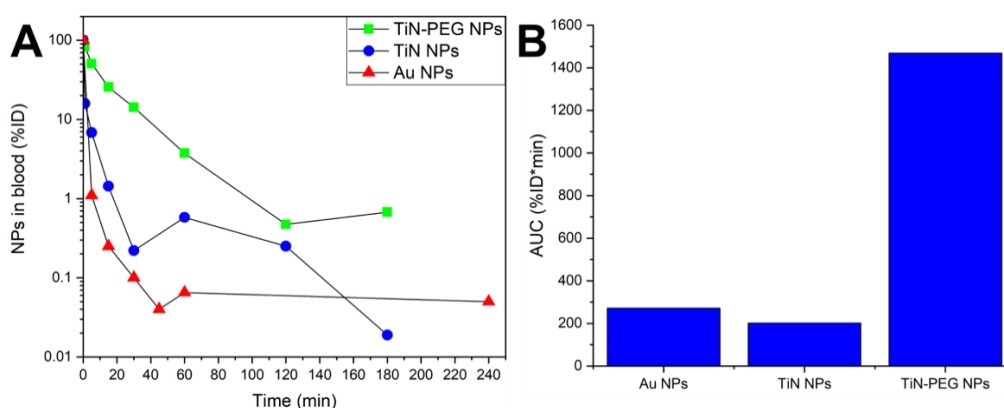 A
NPs in blood (%ID)
100
10
1
0.1
0.01
0 20 40 60 80 100 120 140 160 180 200 220 240
Time (min)
TiN-PEG NPs
TiN NPs
Au NPs
B
AUC (%ID*min)
1600
1400
1200
1000
800
600
400
200
0
Au NPs TiN NPs TiN-PEG NPs